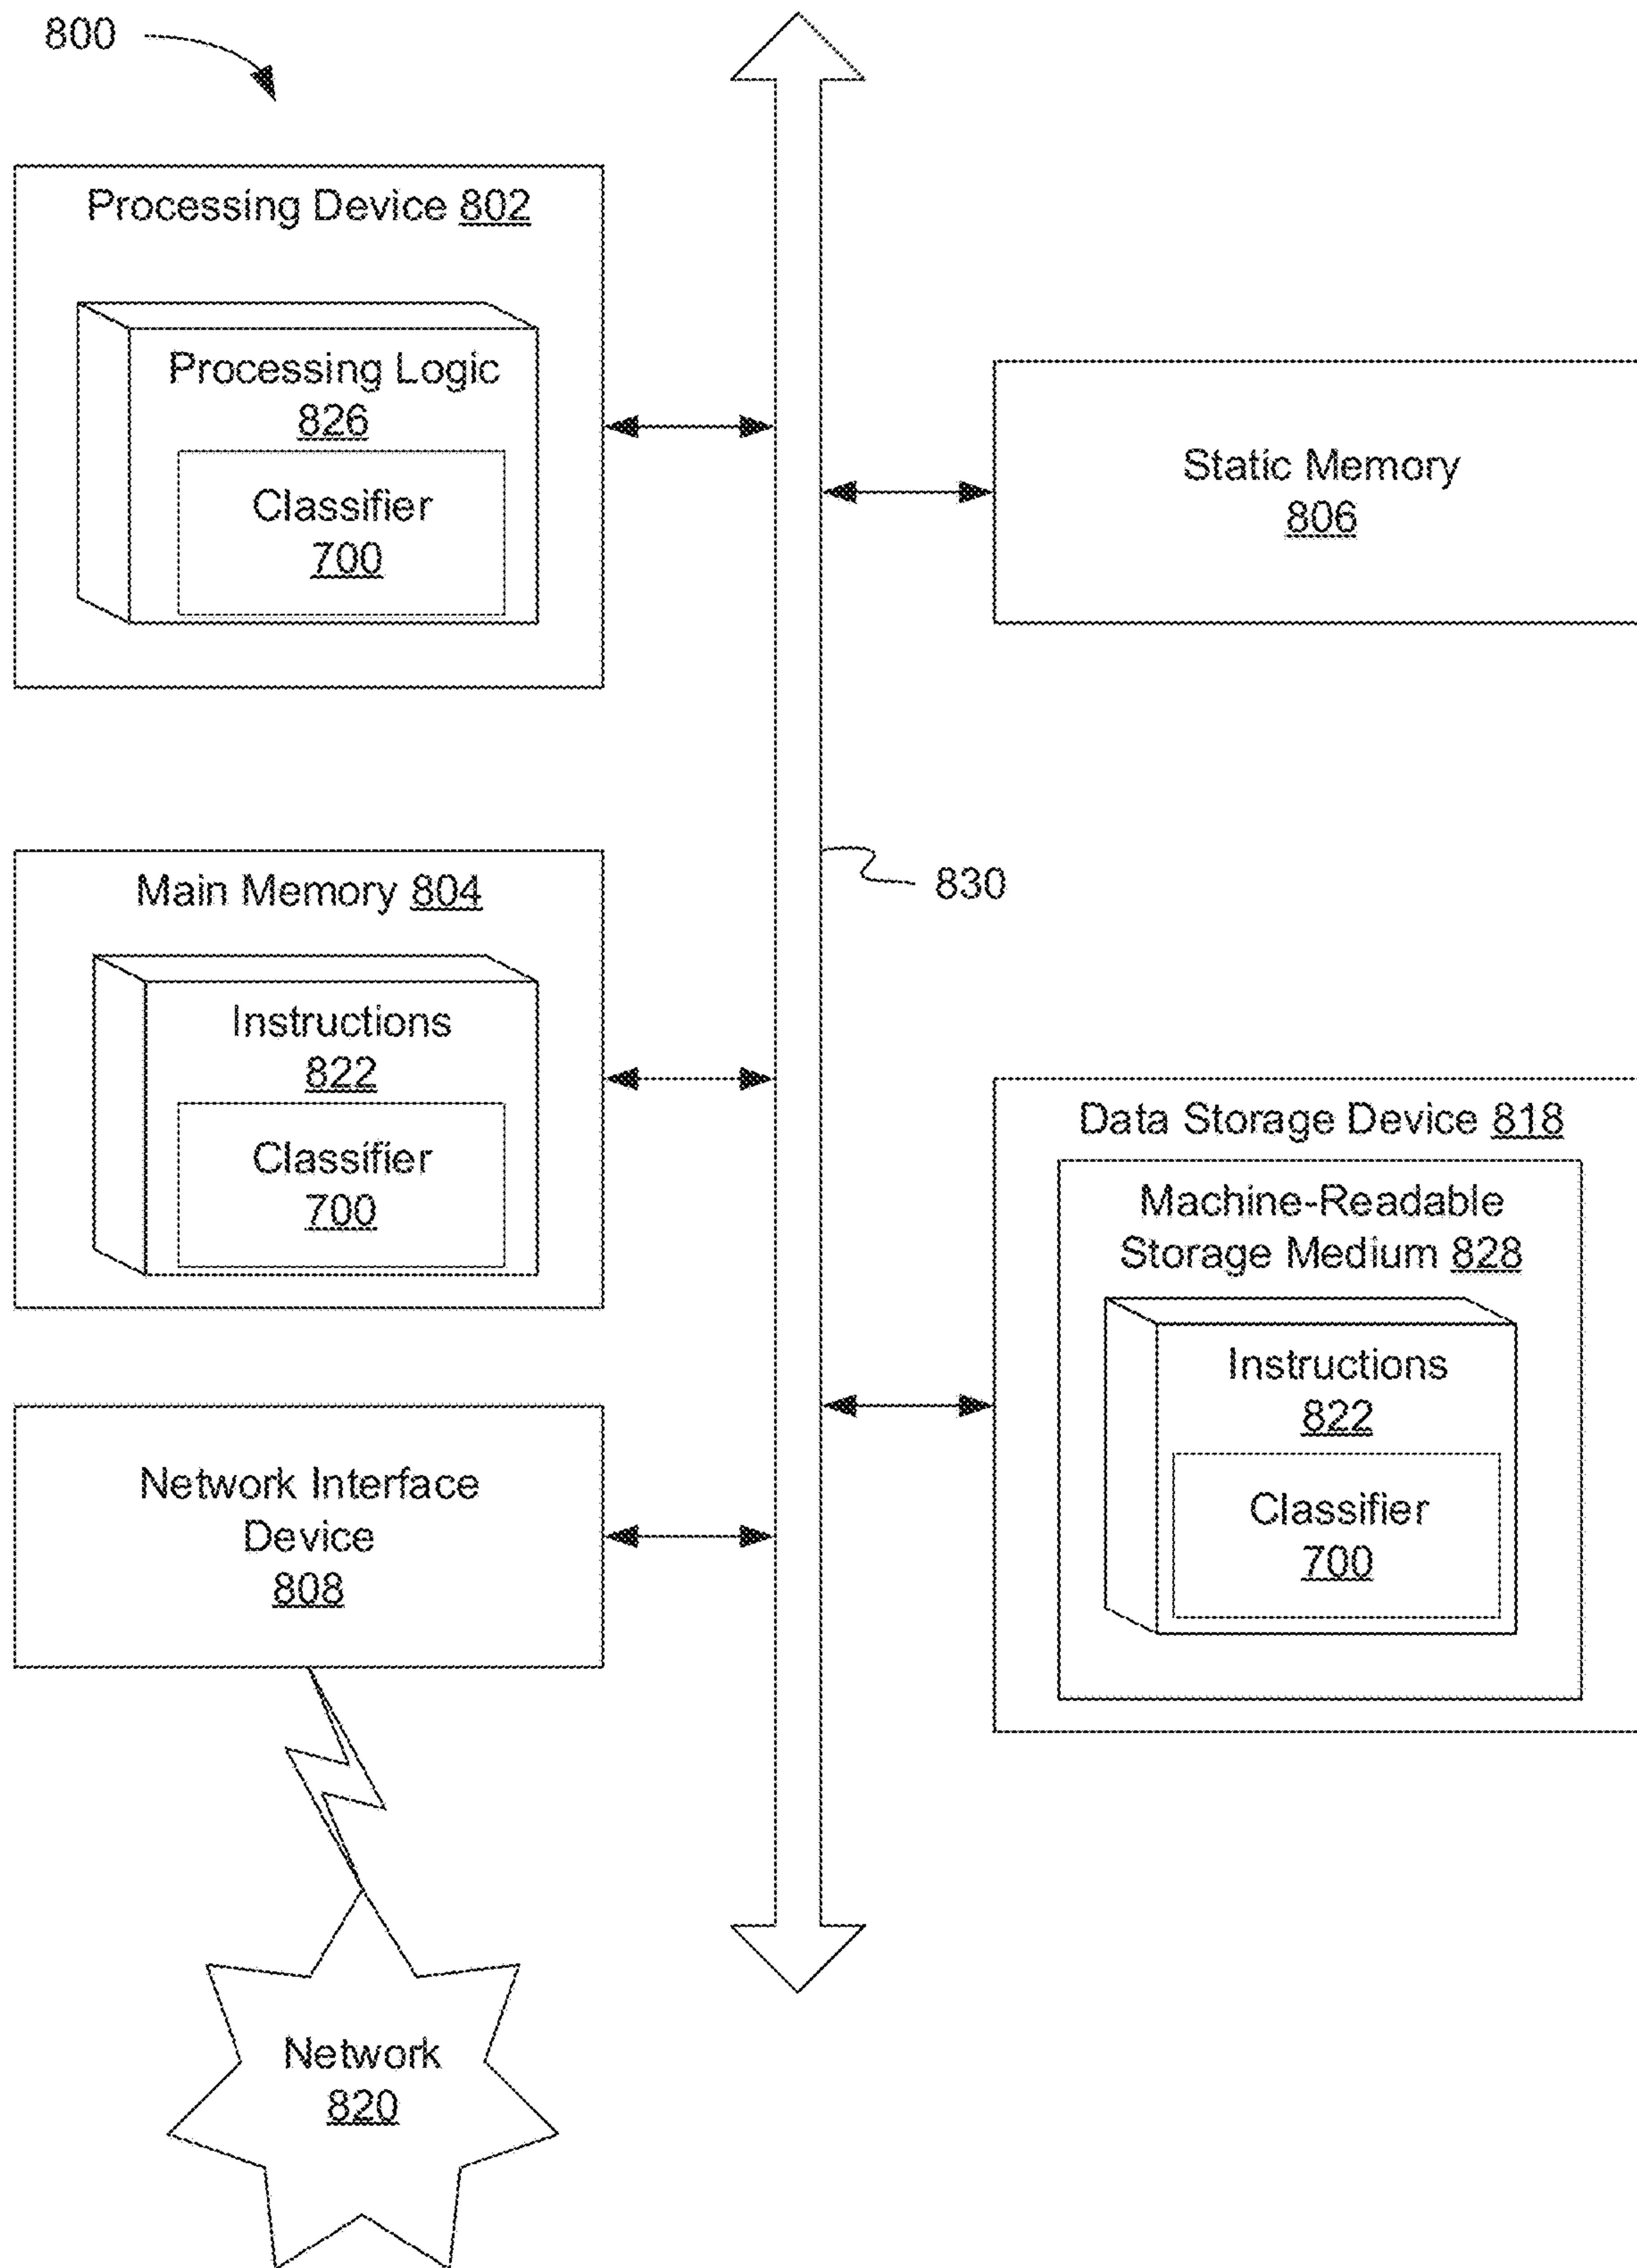 800
Processing Device 802
Processing Logic
826
Classifier
700
Static Memory
806
Main Memory 804
830
Instructions
822
Classifier
700
Data Storage Device 818
Machine-Readable
Storage Medium 828
Instructions
822
Classifier
700
Network Interface
Device
808
Network
820